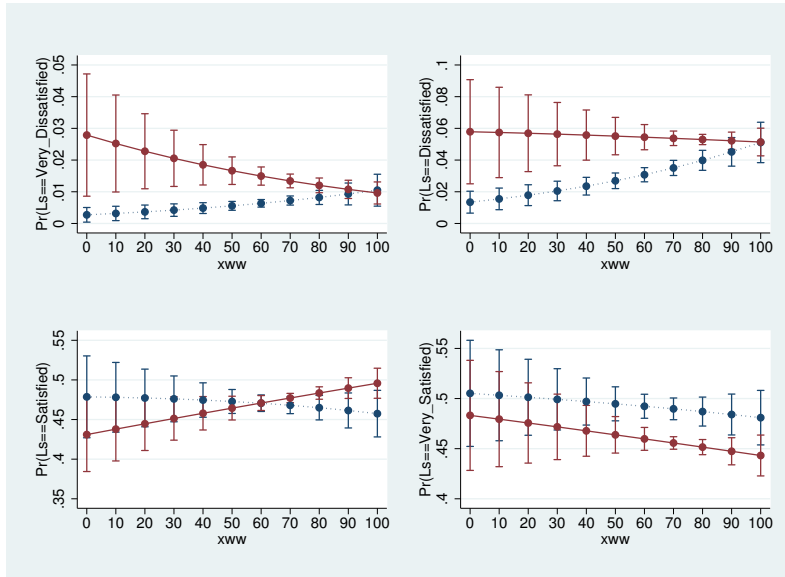 Pr(Ls==Very_Dissatisfied)
.05
.04
.03
.02
.01
0
0 10 20 30 40 50 60 70 80 90 100
xww
Pr(Ls==Dissatisfied)
.1
.08
.06
.04
.02
0
0 10 20 30 40 50 60 70 80 90 100
xww
Pr(Ls==Satisfied)
.55
.5
.45
.4
.35
0 10 20 30 40 50 60 70 80 90 100
xww
Pr(Ls==Very_Satisfied)
.55
.5
.45
.4
0 10 20 30 40 50 60 70 80 90 100
xww